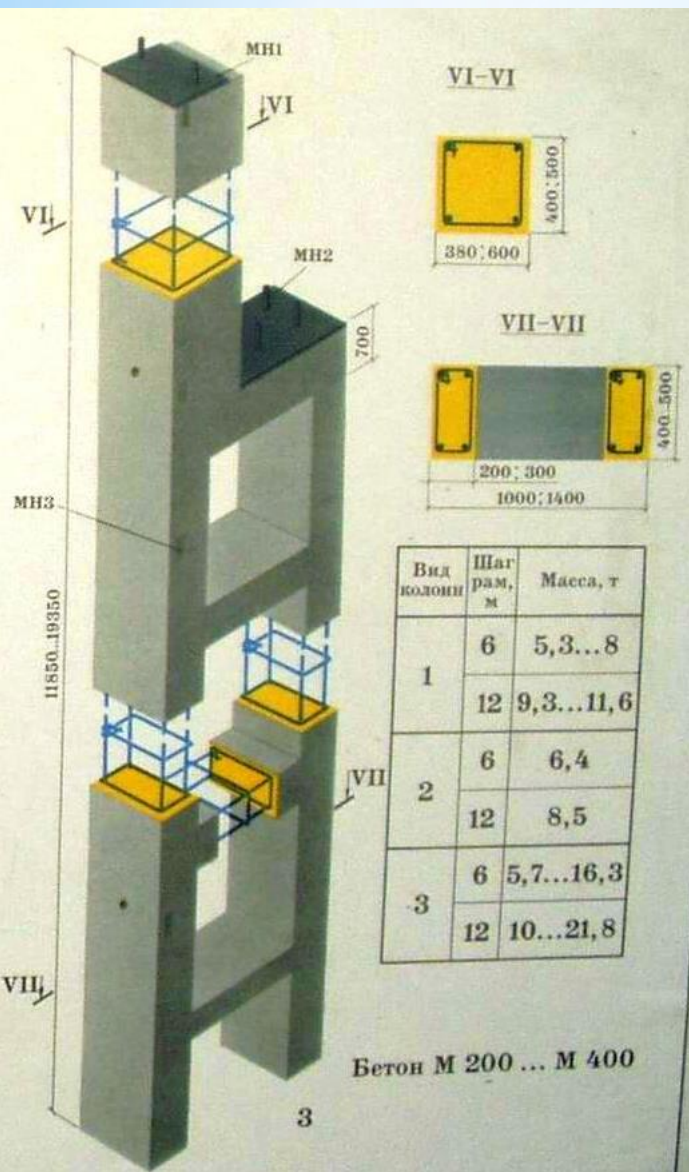 МН1
VI
VI
МН2
700
МН3
11850...19350
VII
VII
3
VI–VI
400;500
380;600
VII–VII
400–500
200;300
1000;1400
Вид колонн
Шаг рам, м
Масса, т
1
6
5,3...8
12
9,3...11,6
2
6
6,4
12
8,5
3
6
5,7...16,3
12
10...21,8
Бетон М 200 ... М 400